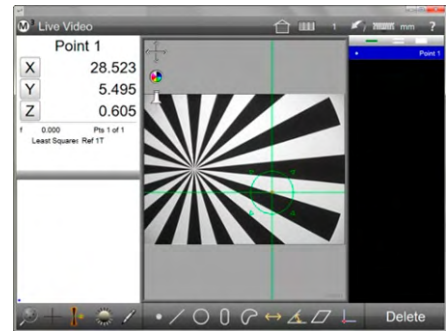 M³ Live Video
1 mm ?
Point 1
X 28.523
Y 5.495
Z 0.605
f 0.000 Pts 1 of 1
Least Squares Ref 1T
Point 1
Delete